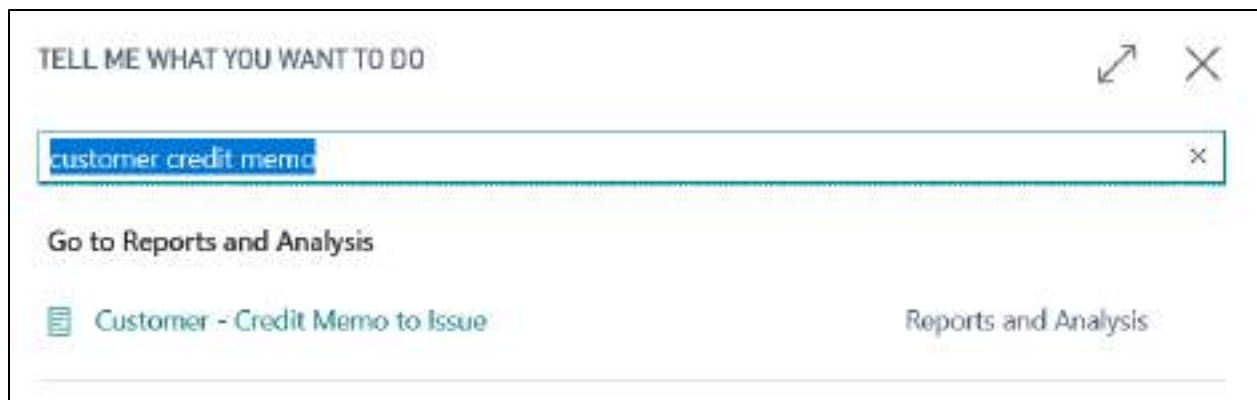 TELL ME WHAT YOU WANT TO DO
customer credit memo
Go to Reports and Analysis
Customer - Credit Memo to Issue Reports and Analysis